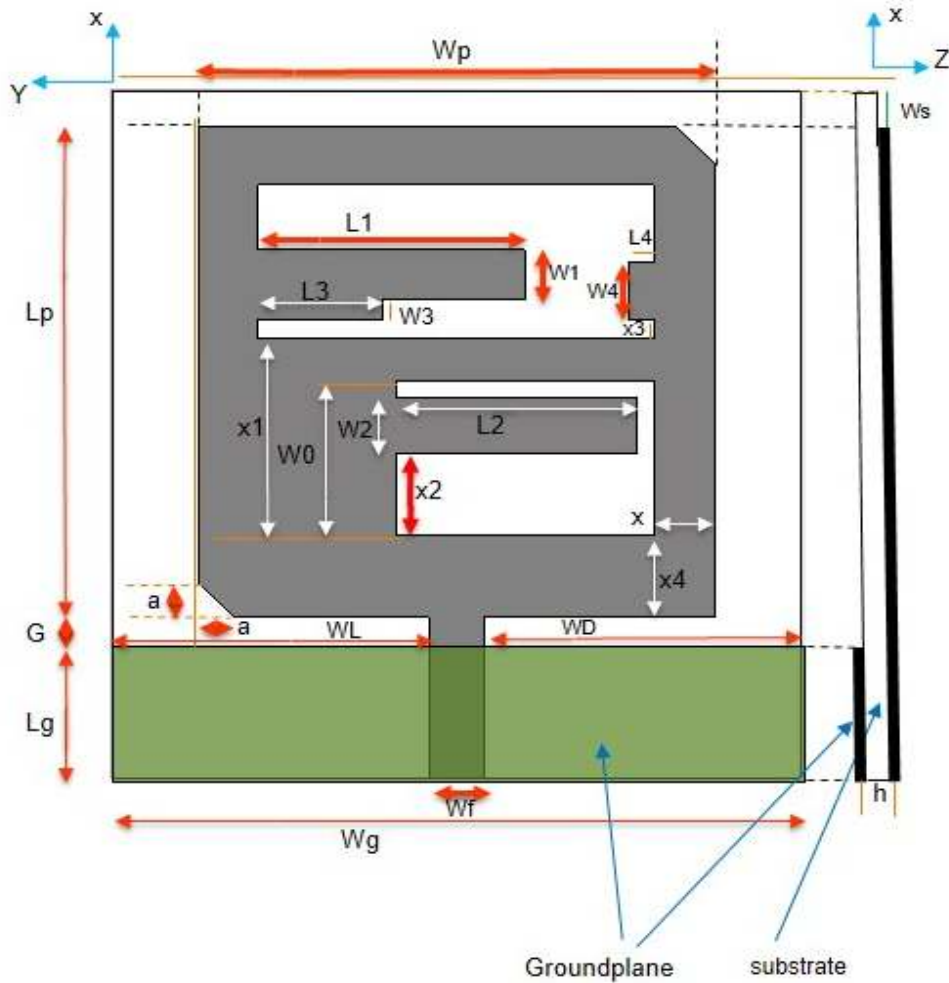 x
x
Wp
Y
Z
Ws
L1
L4
W1
W4
L3
Lp
W3
x3
x1
W2
L2
W0
x2
x
x4
a
G
a
WL
WD
Lg
Wf
h
Wg
Groundplane
substrate